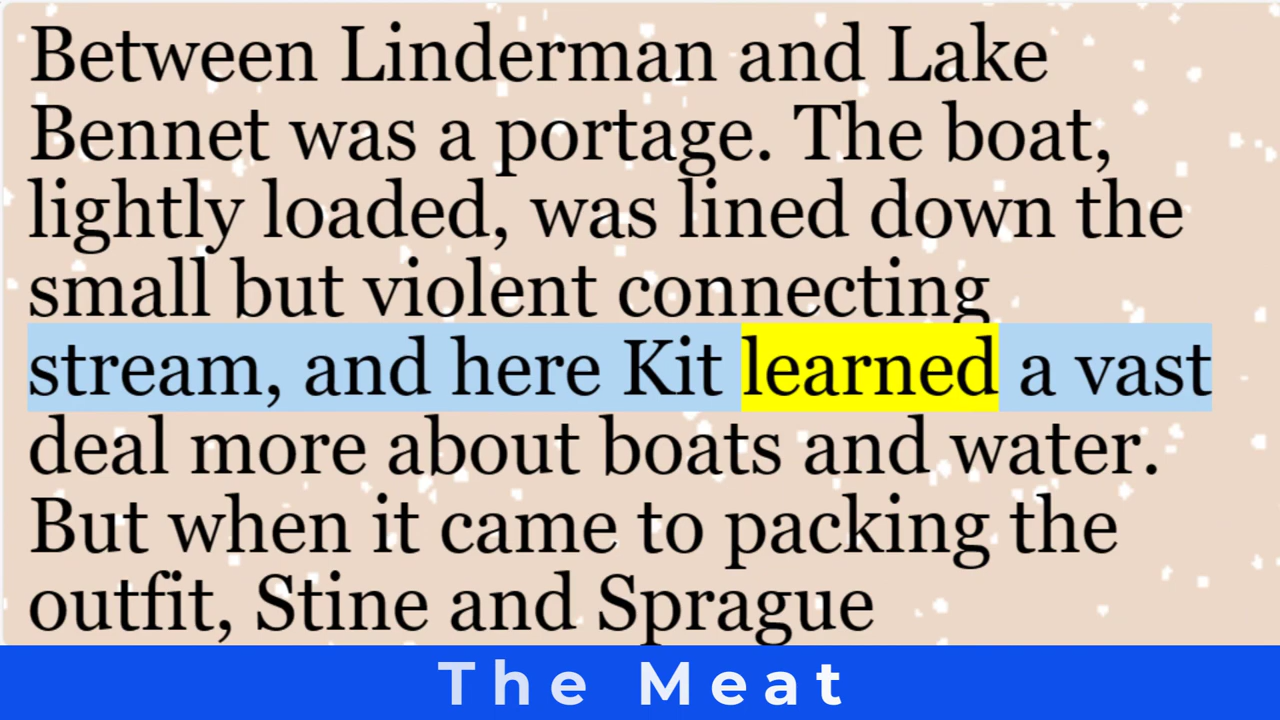 Between Linderman and Lake
Bennet was a portage. The boat,
lightly loaded, was lined down the
small but violent connecting
stream, and here Kit learned a vast
deal more about boats and water.
But when it came to packing the
outfit, Stine and Sprague
The Meat